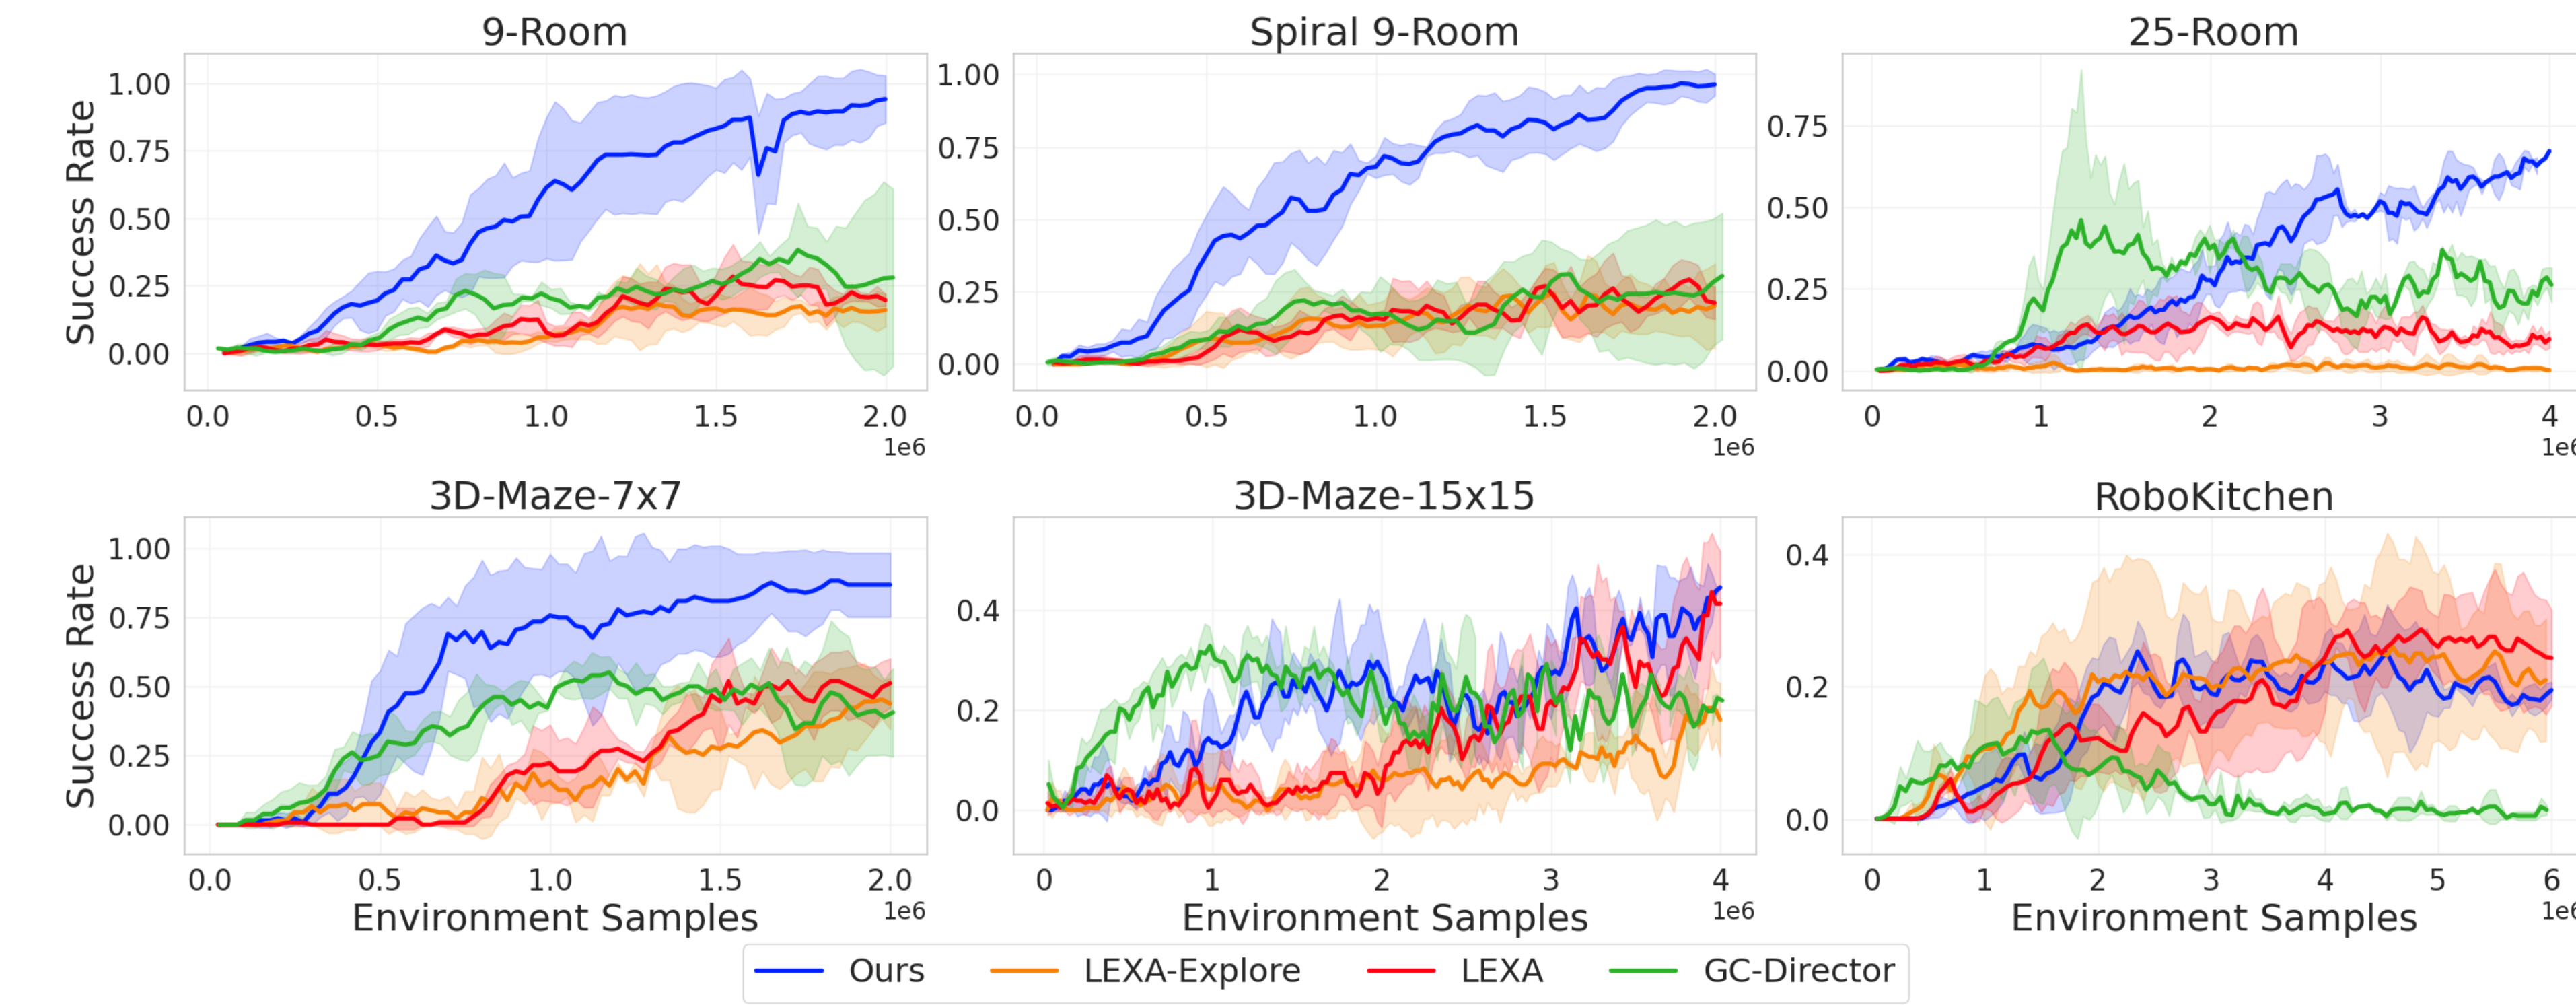 9-Room Spiral 9-Room 25-Room
Success Rate
1.00
0.75
0.50
0.25
0.00
0.0 0.5 1.0 1.5 2.0
1e6
1.00
0.75
0.50
0.25
0.00
0.0 0.5 1.0 1.5 2.0
1e6
0.75
0.50
0.25
0.00
0 1 2 3 4
1e6
3D-Maze-7x7 3D-Maze-15x15 RoboKitchen
Success Rate
1.00
0.75
0.50
0.25
0.00
0.0 0.5 1.0 1.5 2.0
1e6
Environment Samples
0.4
0.2
0.0
0 1 2 3 4
1e6
Environment Samples
0.4
0.2
0.0
0 1 2 3 4 5 6
1e6
Environment Samples
Ours LEXA-Explore LEXA GC-Director